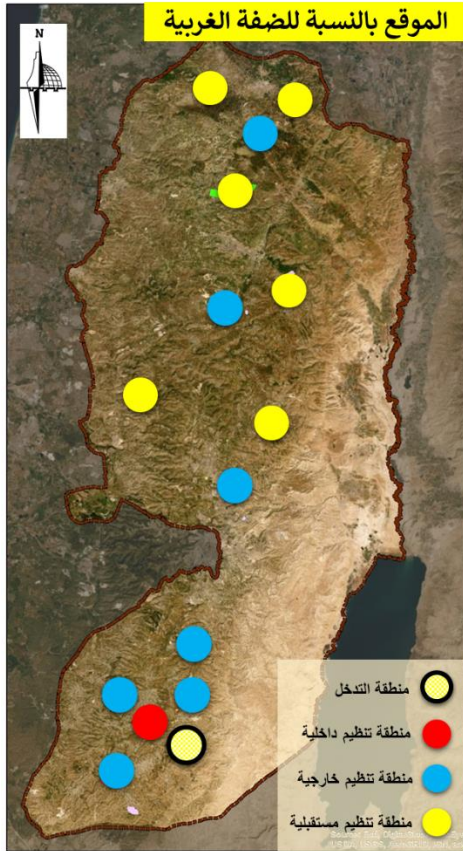 الموقع بالنسبة للضفة الغربية
N
منطقة التدخل
منطقة تنظيم داخلية
منطقة تنظيم خارجية
منطقة تنظيم مستقبلية